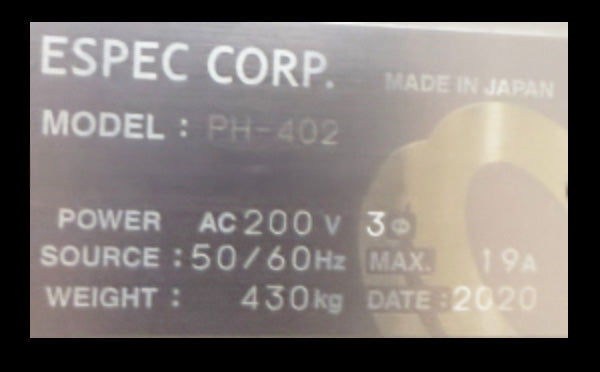 ESPEC CORP.
MADE IN JAPAN
MODEL : PH-402
POWER AC 200 V 3Φ
SOURCE : 50/60Hz MAX. 19A
WEIGHT : 430kg DATE : 2020